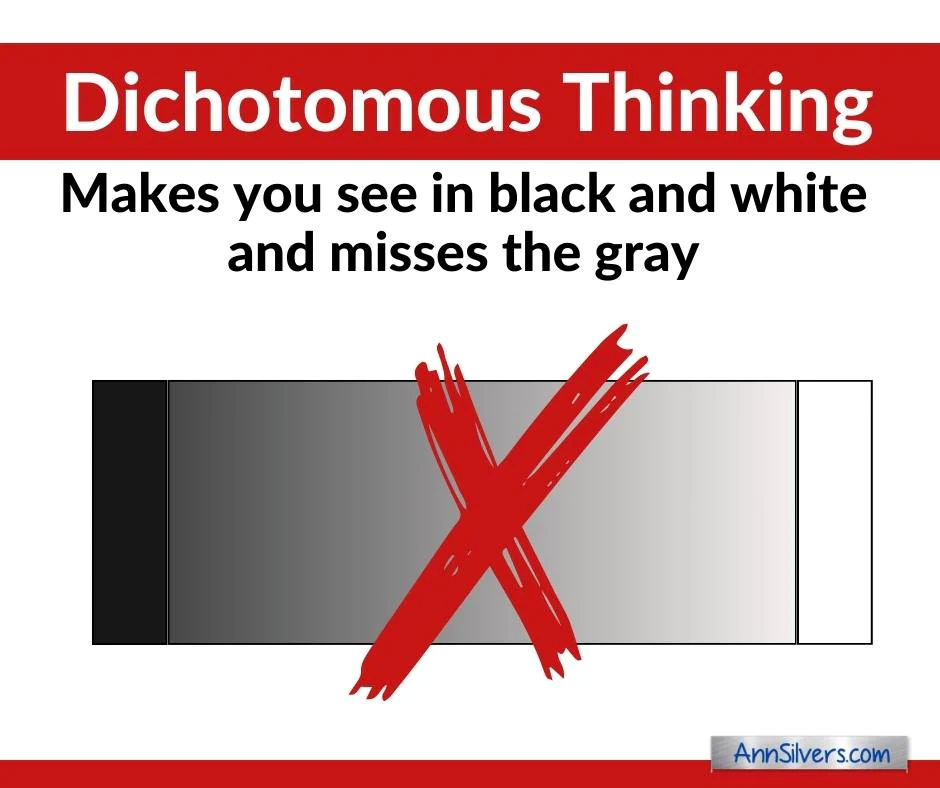 Dichotomous Thinking
Makes you see in black and white
and misses the gray
AnnSilvers.com